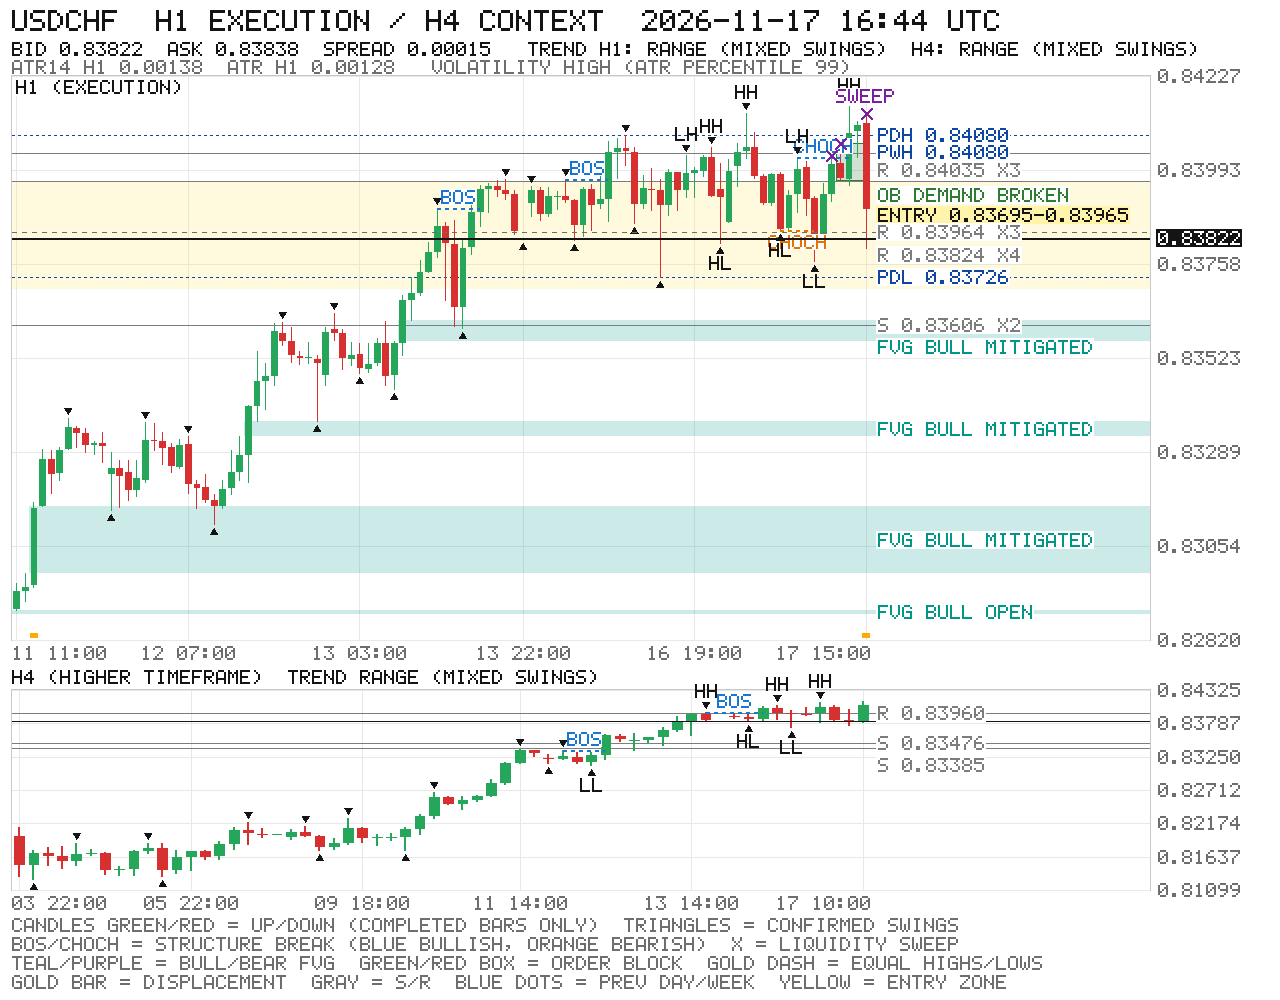 USDCHF  H1 EXECUTION / H4 CONTEXT  2026-11-17 16:44 UTC
BID 0.83822  ASK 0.83838  SPREAD 0.00015  TREND H1: RANGE (MIXED SWINGS)  H4: RANGE (MIXED SWINGS)
ATR14 H1 0.00138  ATR H1 0.00128  VOLATILITY HIGH (ATR PERCENTILE 99)
H1 (EXECUTION)
0.84227
HH
HH
SWEEP
LH HH
LH
CHOCH
PDH 0.84080
PWH 0.84080
R 0.84035 X3
0.83993
BOS
BOS
OB DEMAND BROKEN
ENTRY 0.83695-0.83965
R 0.83964 X3
0.83822
CHOCH
HL
HL
R 0.83824 X4
0.83758
LL
PDL 0.83726
S 0.83606 X2
FVG BULL MITIGATED
0.83523
FVG BULL MITIGATED
0.83289
FVG BULL MITIGATED
0.83054
FVG BULL OPEN
0.82820
11 11:00  12 07:00  13 03:00  13 22:00  16 19:00  17 15:00
H4 (HIGHER TIMEFRAME)  TREND RANGE (MIXED SWINGS)
HH
HH
HH
0.84325
BOS
R 0.83960
0.83787
BOS
HL
LL
S 0.83476
0.83250
S 0.83385
LL
0.82712
0.82174
0.81637
0.81099
03 22:00  05 22:00  09 18:00  11 14:00  13 14:00  17 10:00
CANDLES GREEN/RED = UP/DOWN (COMPLETED BARS ONLY)  TRIANGLES = CONFIRMED SWINGS
BOS/CHOCH = STRUCTURE BREAK (BLUE BULLISH, ORANGE BEARISH)  X = LIQUIDITY SWEEP
TEAL/PURPLE = BULL/BEAR FVG  GREEN/RED BOX = ORDER BLOCK  GOLD DASH = EQUAL HIGHS/LOWS
GOLD BAR = DISPLACEMENT  GRAY = S/R  BLUE DOTS = PREV DAY/WEEK  YELLOW = ENTRY ZONE